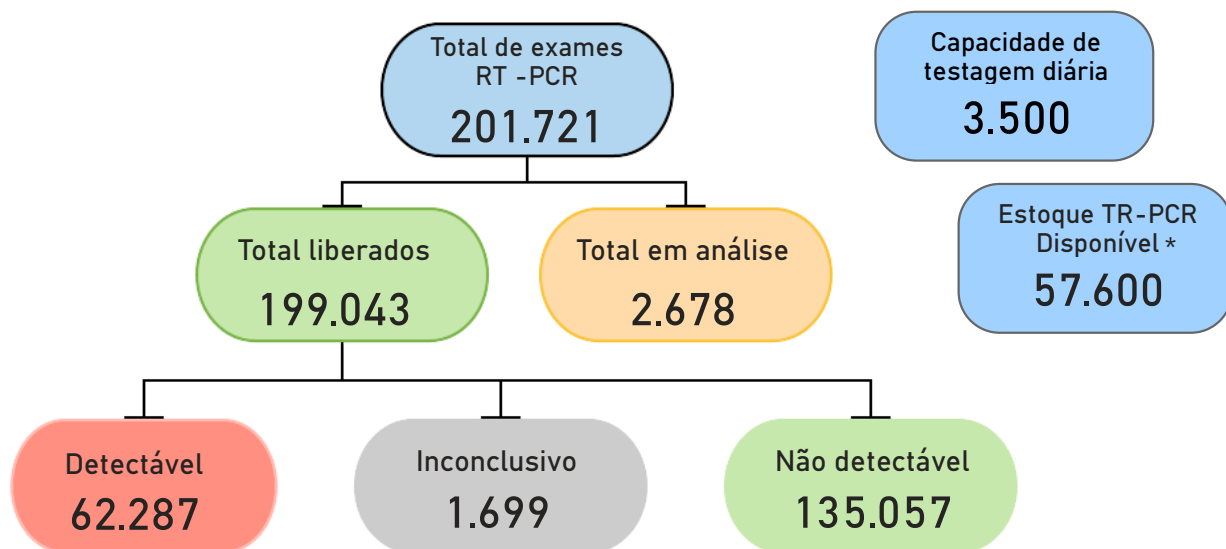 Total de exames
RT -PCR
201.721
Capacidade de
testagem diária
3.500
Estoque TR-PCR
Disponível *
57.600
Total liberados
199.043
Total em análise
2.678
Detectável
62.287
Inconclusivo
1.699
Não detectável
135.057